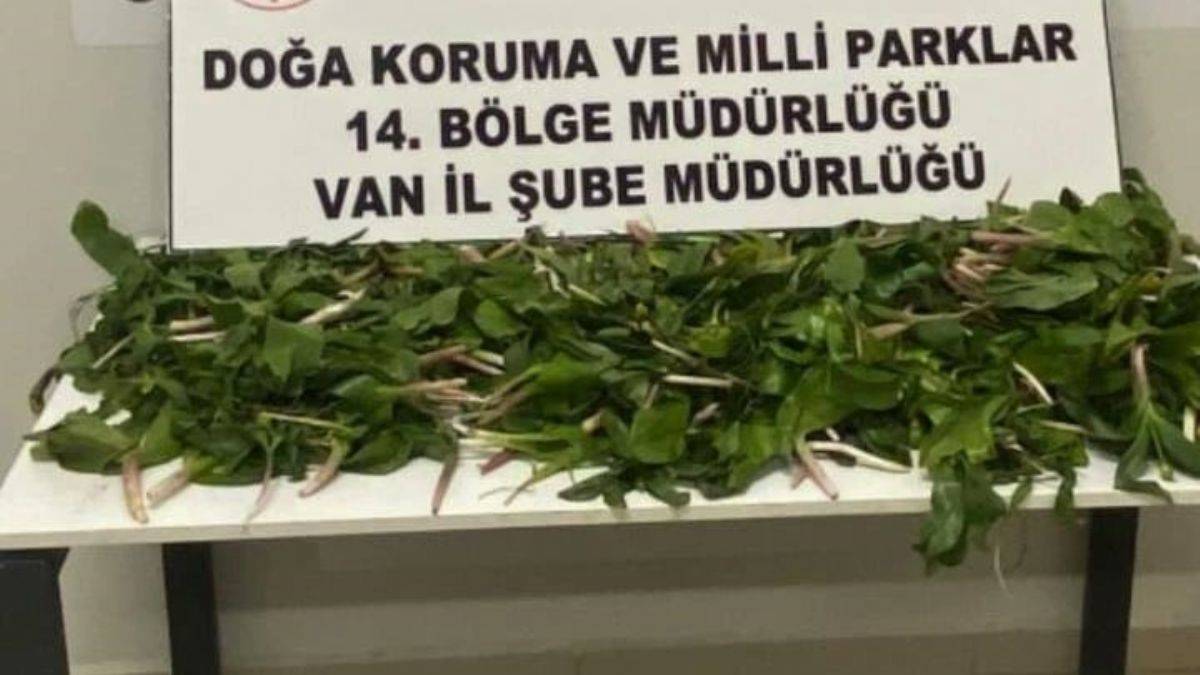 DOĞA KORUMA VE MİLLİ PARKLAR
14. BÖLGE MÜDÜRLÜĞÜ
VAN İL ŞUBE MÜDÜRLÜĞÜ